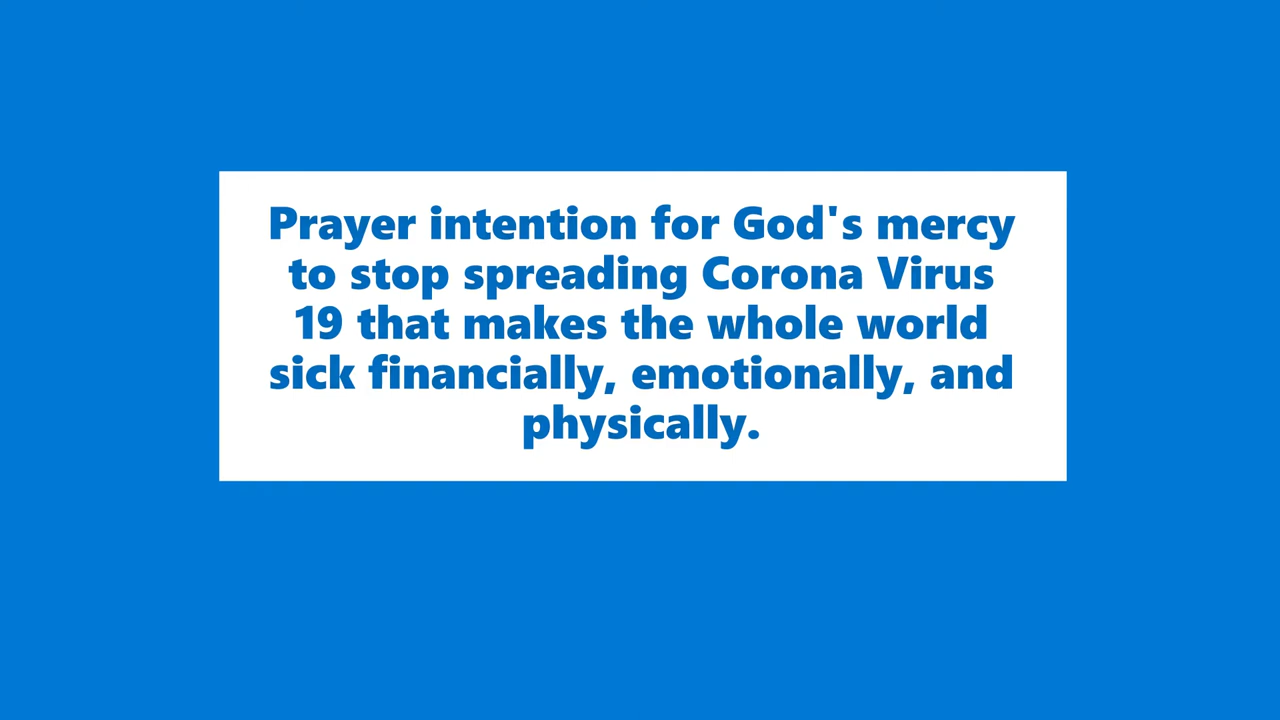 Prayer intention for God's mercy
to stop spreading Corona Virus
19 that makes the whole world
sick financially, emotionally, and
physically.